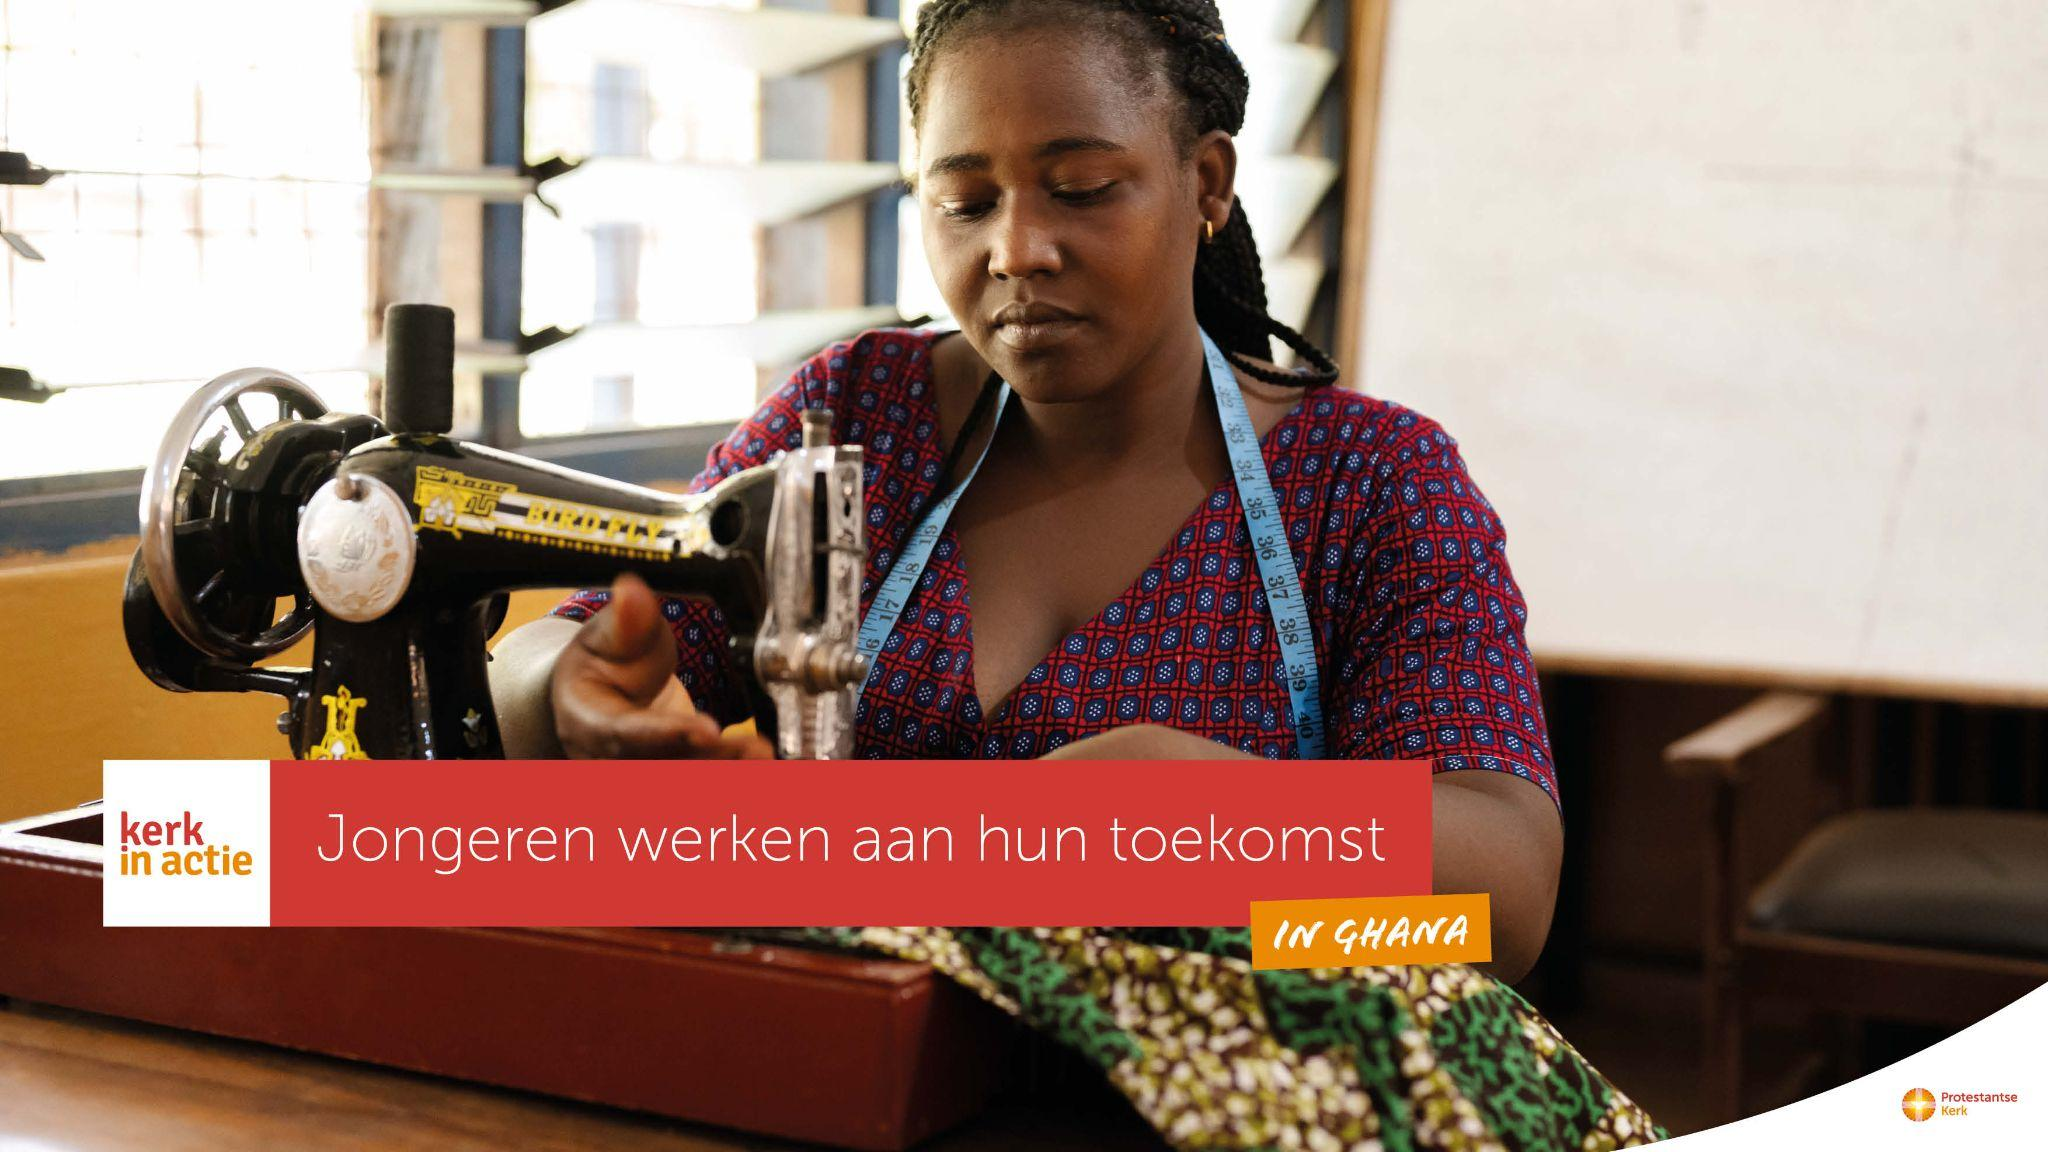 BIRD FLY
kerk
in actie
Jongeren werken aan hun toekomst
IN GHANA
Protestantse
Kerk